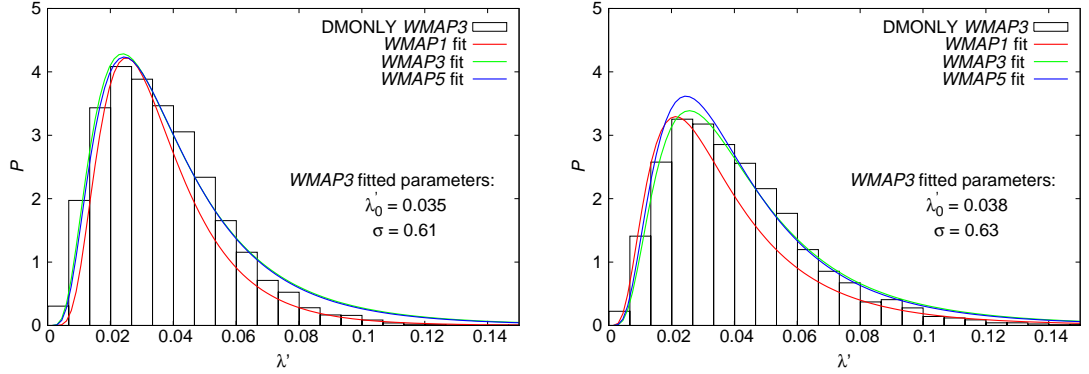 5
4
3
2
1
0
P
DMONLY WMAP3
WMAP1 fit
WMAP3 fit
WMAP5 fit
WMAP3 fitted parameters:
λ'0 = 0.035
σ = 0.61
0 0.02 0.04 0.06 0.08 0.1 0.12 0.14
λ'
5
4
3
2
1
0
P
DMONLY WMAP3
WMAP1 fit
WMAP3 fit
WMAP5 fit
WMAP3 fitted parameters:
λ'0 = 0.038
σ = 0.63
0 0.02 0.04 0.06 0.08 0.1 0.12 0.14
λ'